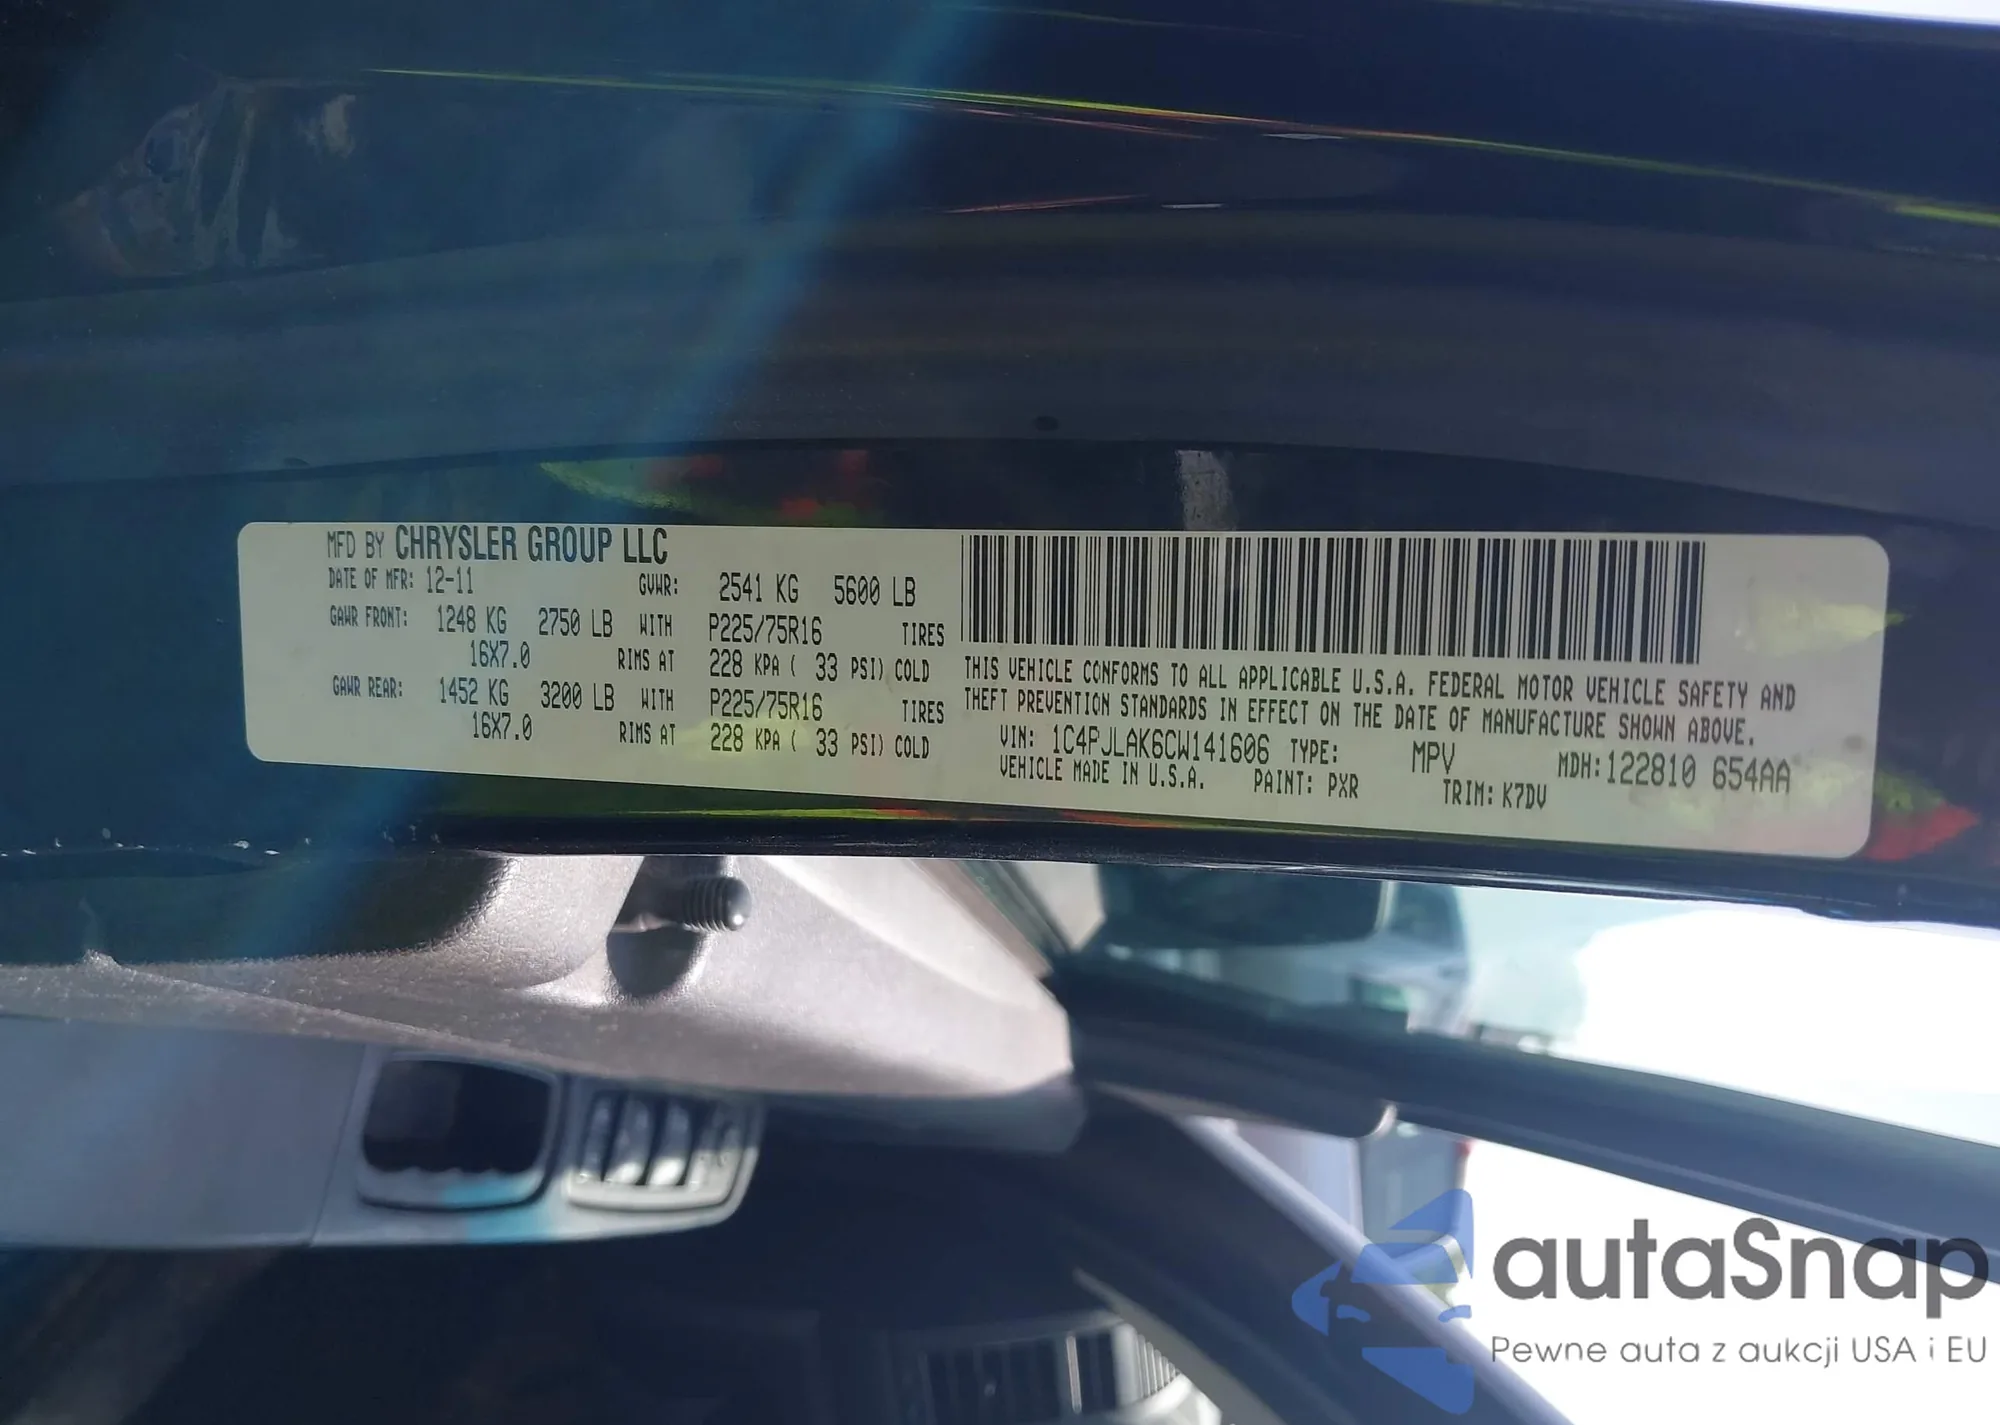 MFD BY CHRYSLER GROUP LLC
DATE OF MFR: 12-11 GVWR: 2541 KG 5600 LB
GAWR FRONT: 1248 KG 2750 LB WITH P225/75R16 TIRES
16X7.0 RIMS AT 228 KPA ( 33 PSI) COLD
GAWR REAR: 1452 KG 3200 LB WITH P225/75R16 TIRES
16X7.0 RIMS AT 228 KPA ( 33 PSI) COLD
THIS VEHICLE CONFORMS TO ALL APPLICABLE U.S.A. FEDERAL MOTOR VEHICLE SAFETY AND
THEFT PREVENTION STANDARDS IN EFFECT ON THE DATE OF MANUFACTURE SHOWN ABOVE.
VIN: 1C4PJLAK6CW141606 TYPE: MPV MDH: 122810 654AA
VEHICLE MADE IN U.S.A. PAINT: PXR TRIM: K7DV
autaSnap
Pewne auta z aukcji USA i EU